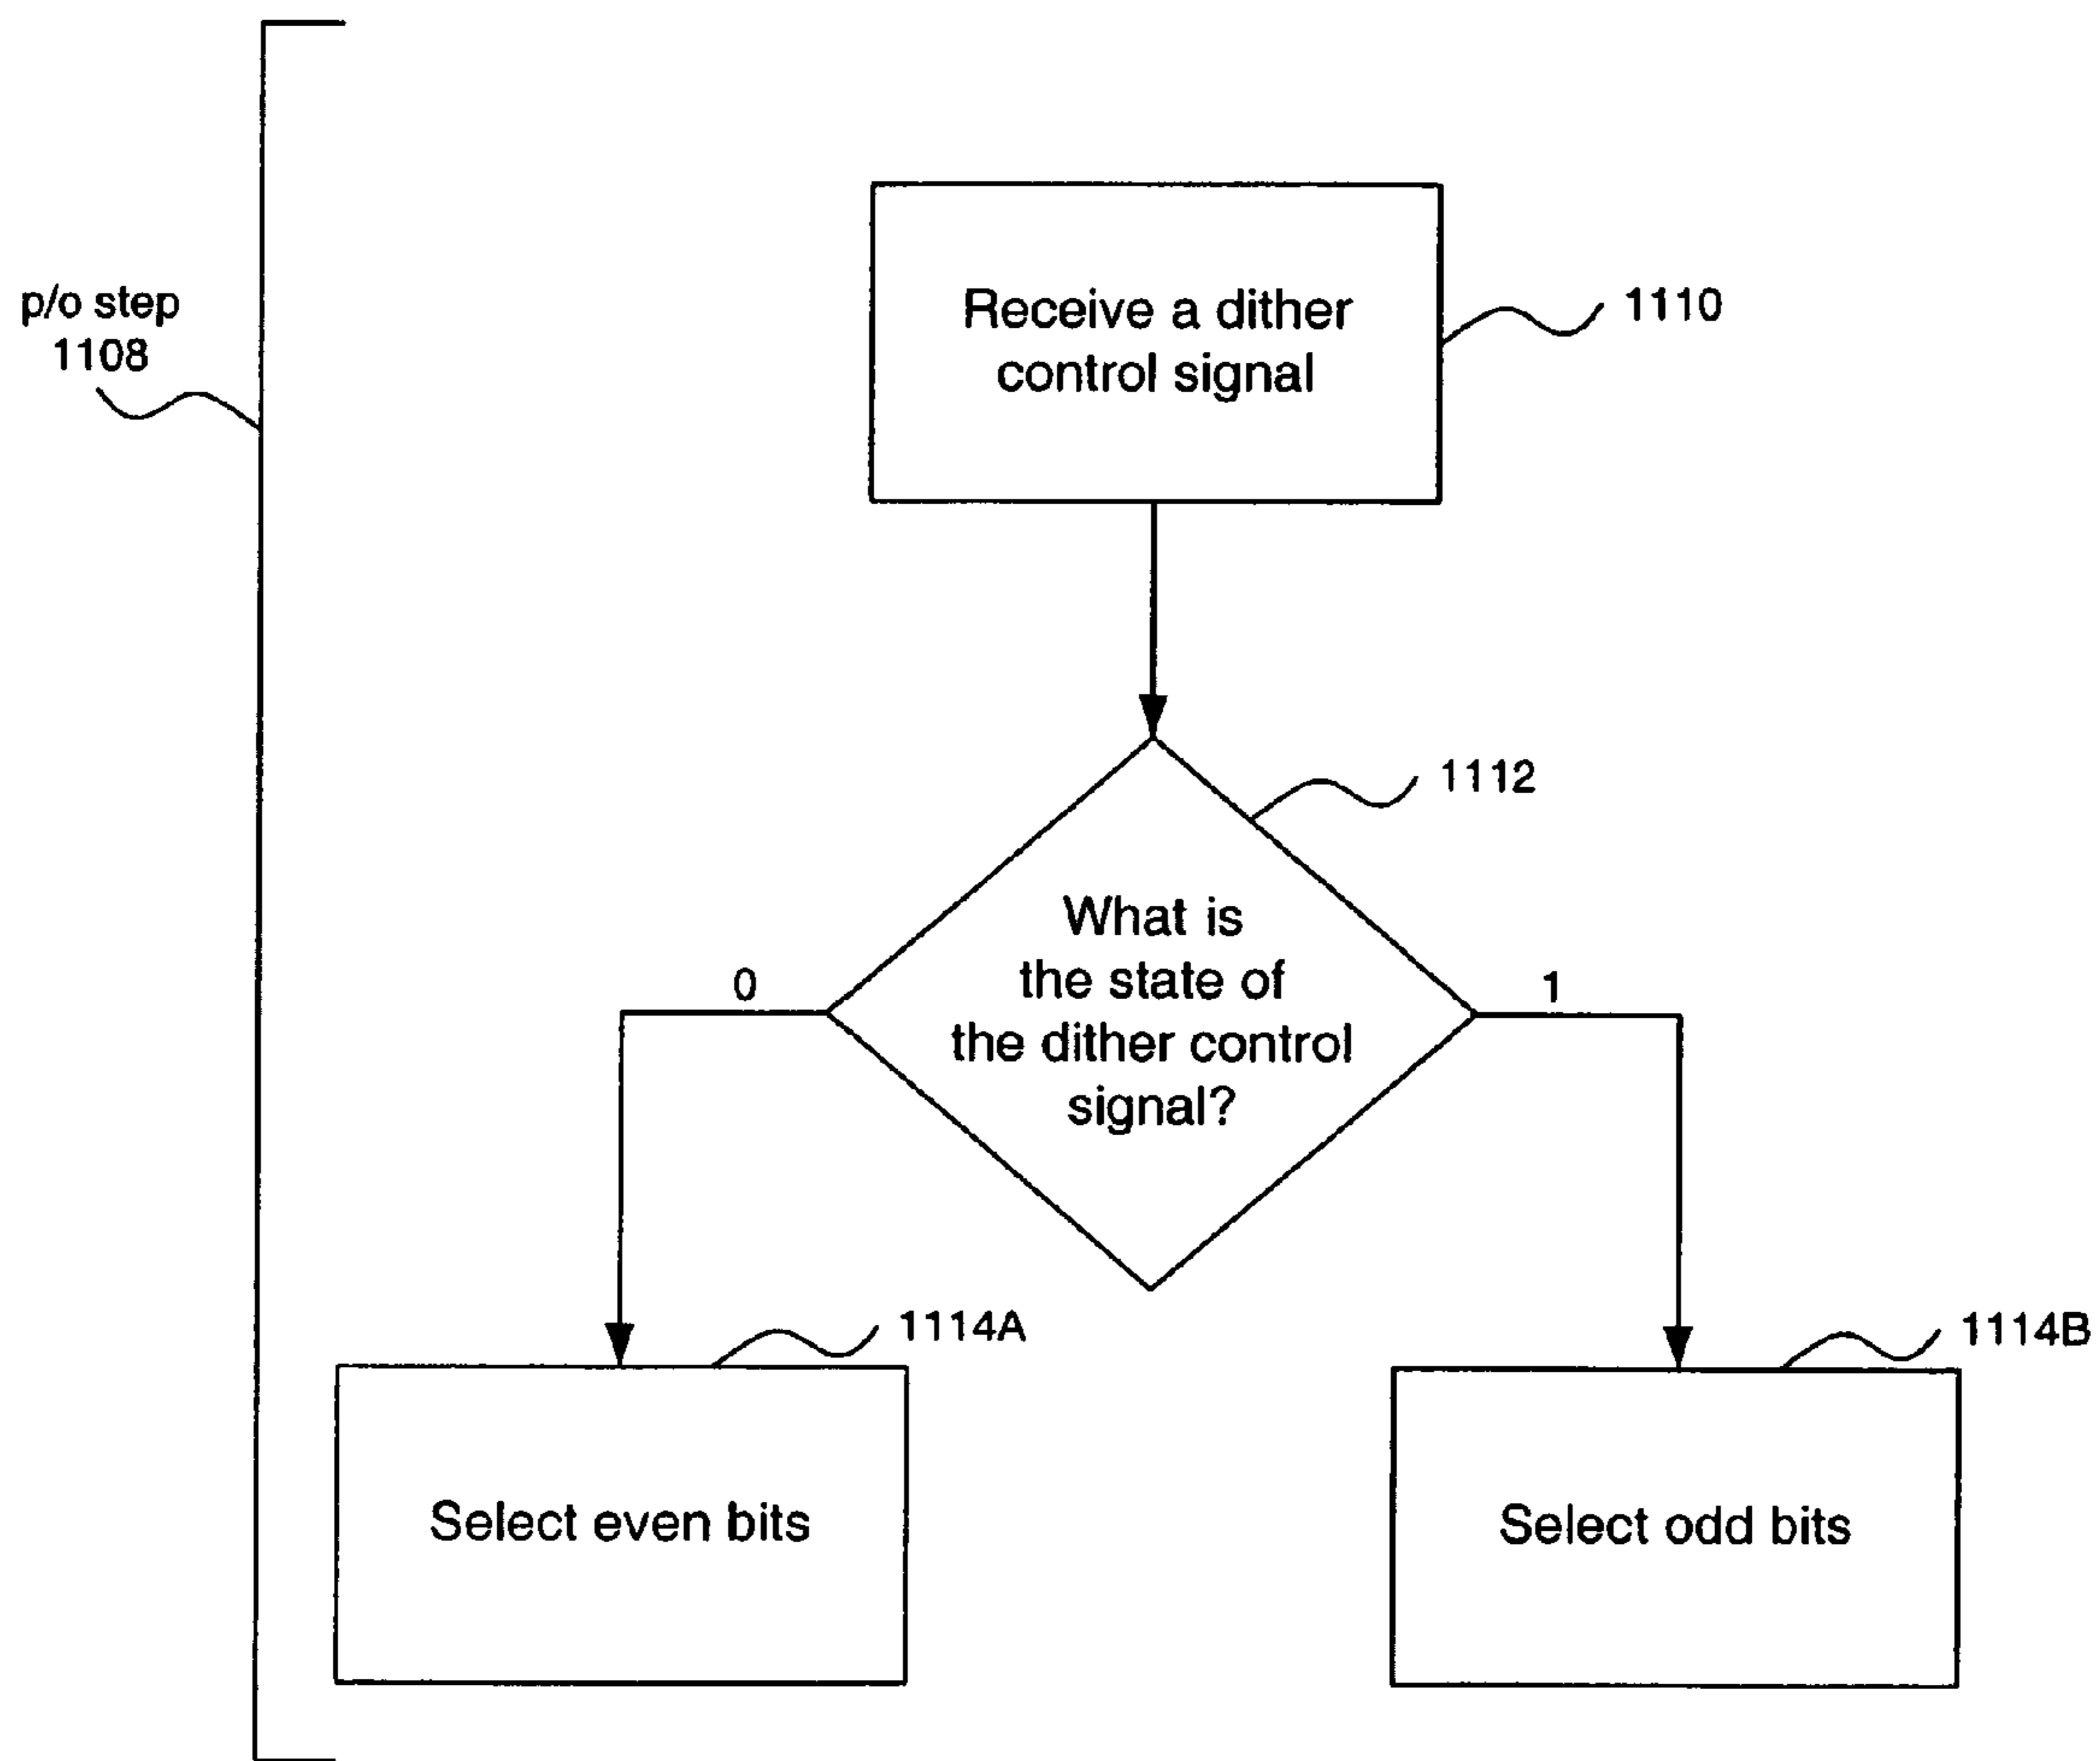 p/o step
1108
Receive a dither
control signal
1110
1112
What is
the state of
the dither control
signal?
0
1
1114A
Select even bits
1114B
Select odd bits